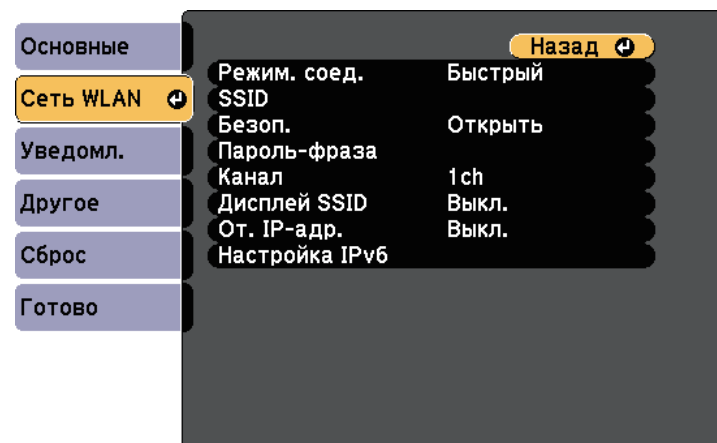 Основные
Сеть WLAN
Уведомл.
Другое
Сброс
Готово
Назад
Режим. соед. Быстрый
SSID
Безоп. Открыть
Пароль-фраза
Канал 1ch
Дисплей SSID Выкл.
От. IP-адр. Выкл.
Настройка IPv6